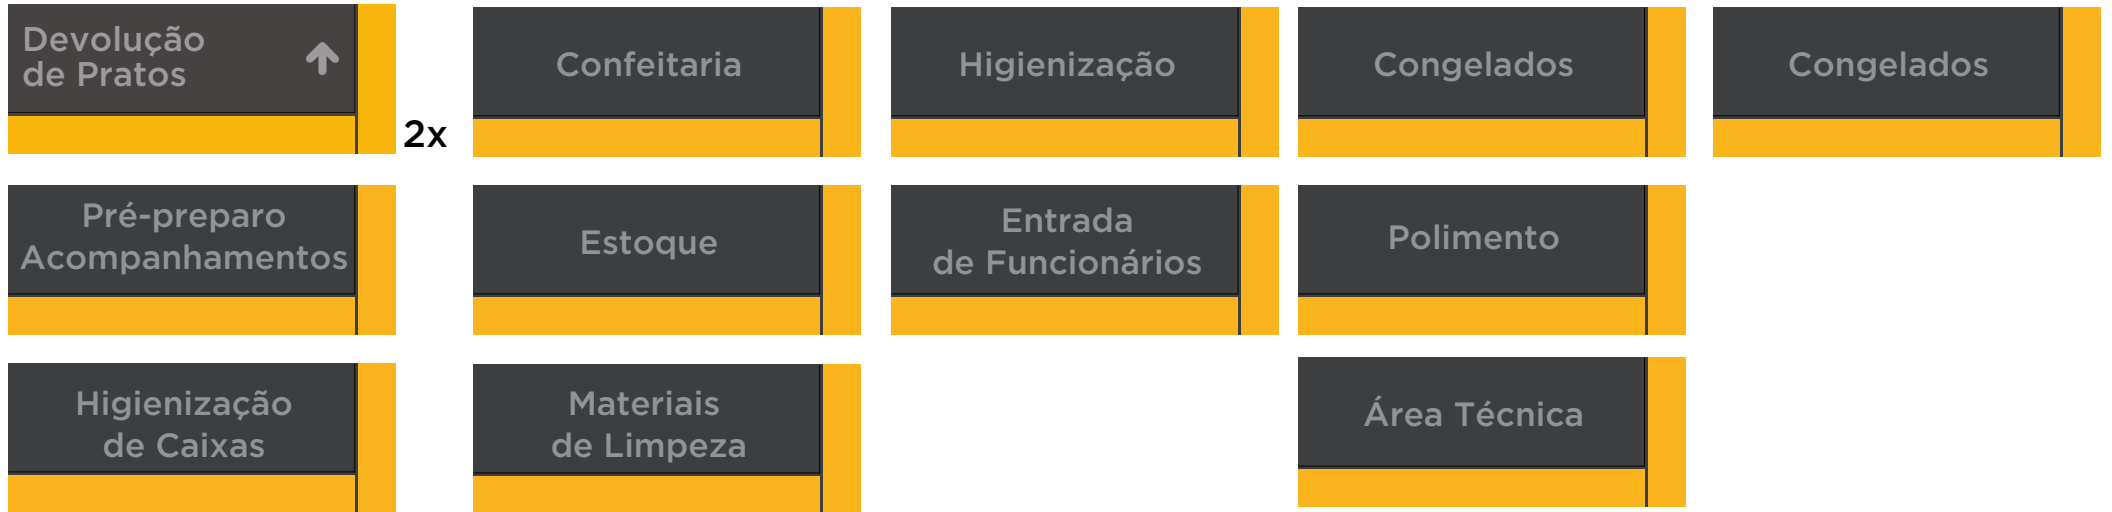 Devolução
de Pratos
2x
Confeitaria
Higienização
Congelados
Congelados
Pré-preparo
Acompanhamentos
Estoque
Entrada
de Funcionários
Polimento
Higienização
de Caixas
Materiais
de Limpeza
Área Técnica